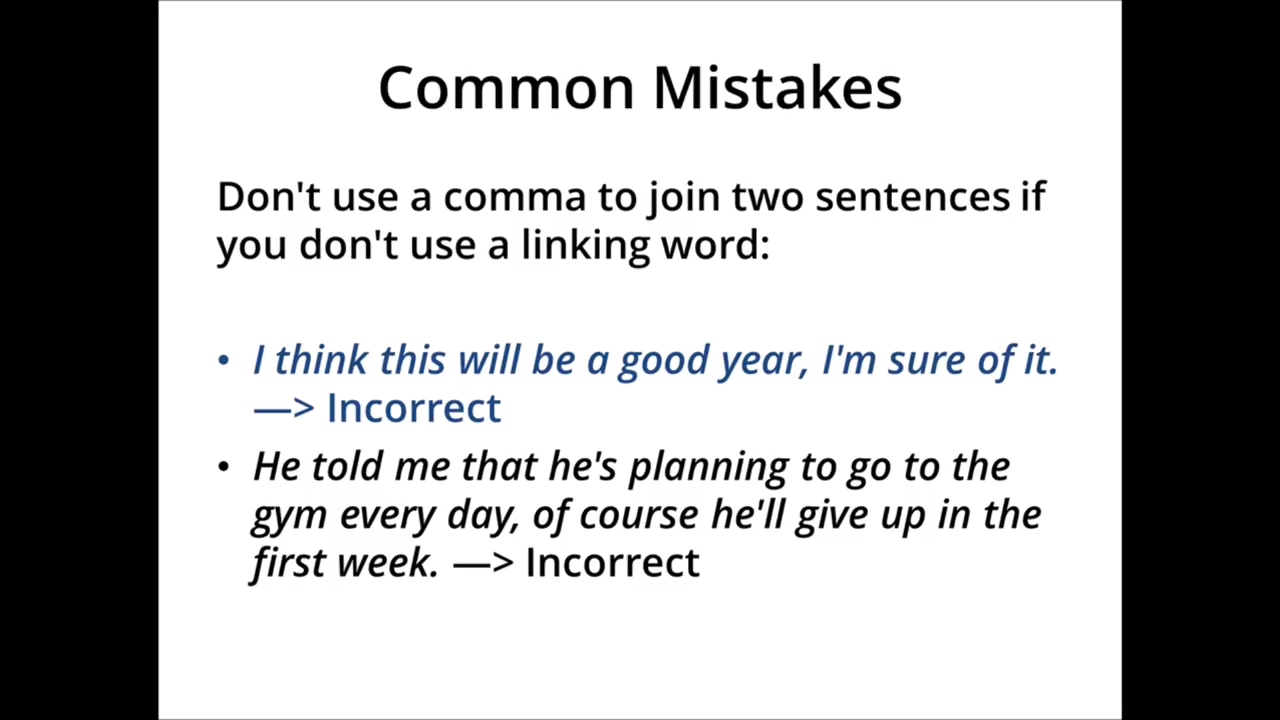 Common Mistakes
Don't use a comma to join two sentences if
you don't use a linking word:
• I think this will be a good year, I'm sure of it.
—> Incorrect
• He told me that he's planning to go to the
gym every day, of course he'll give up in the
first week. —> Incorrect